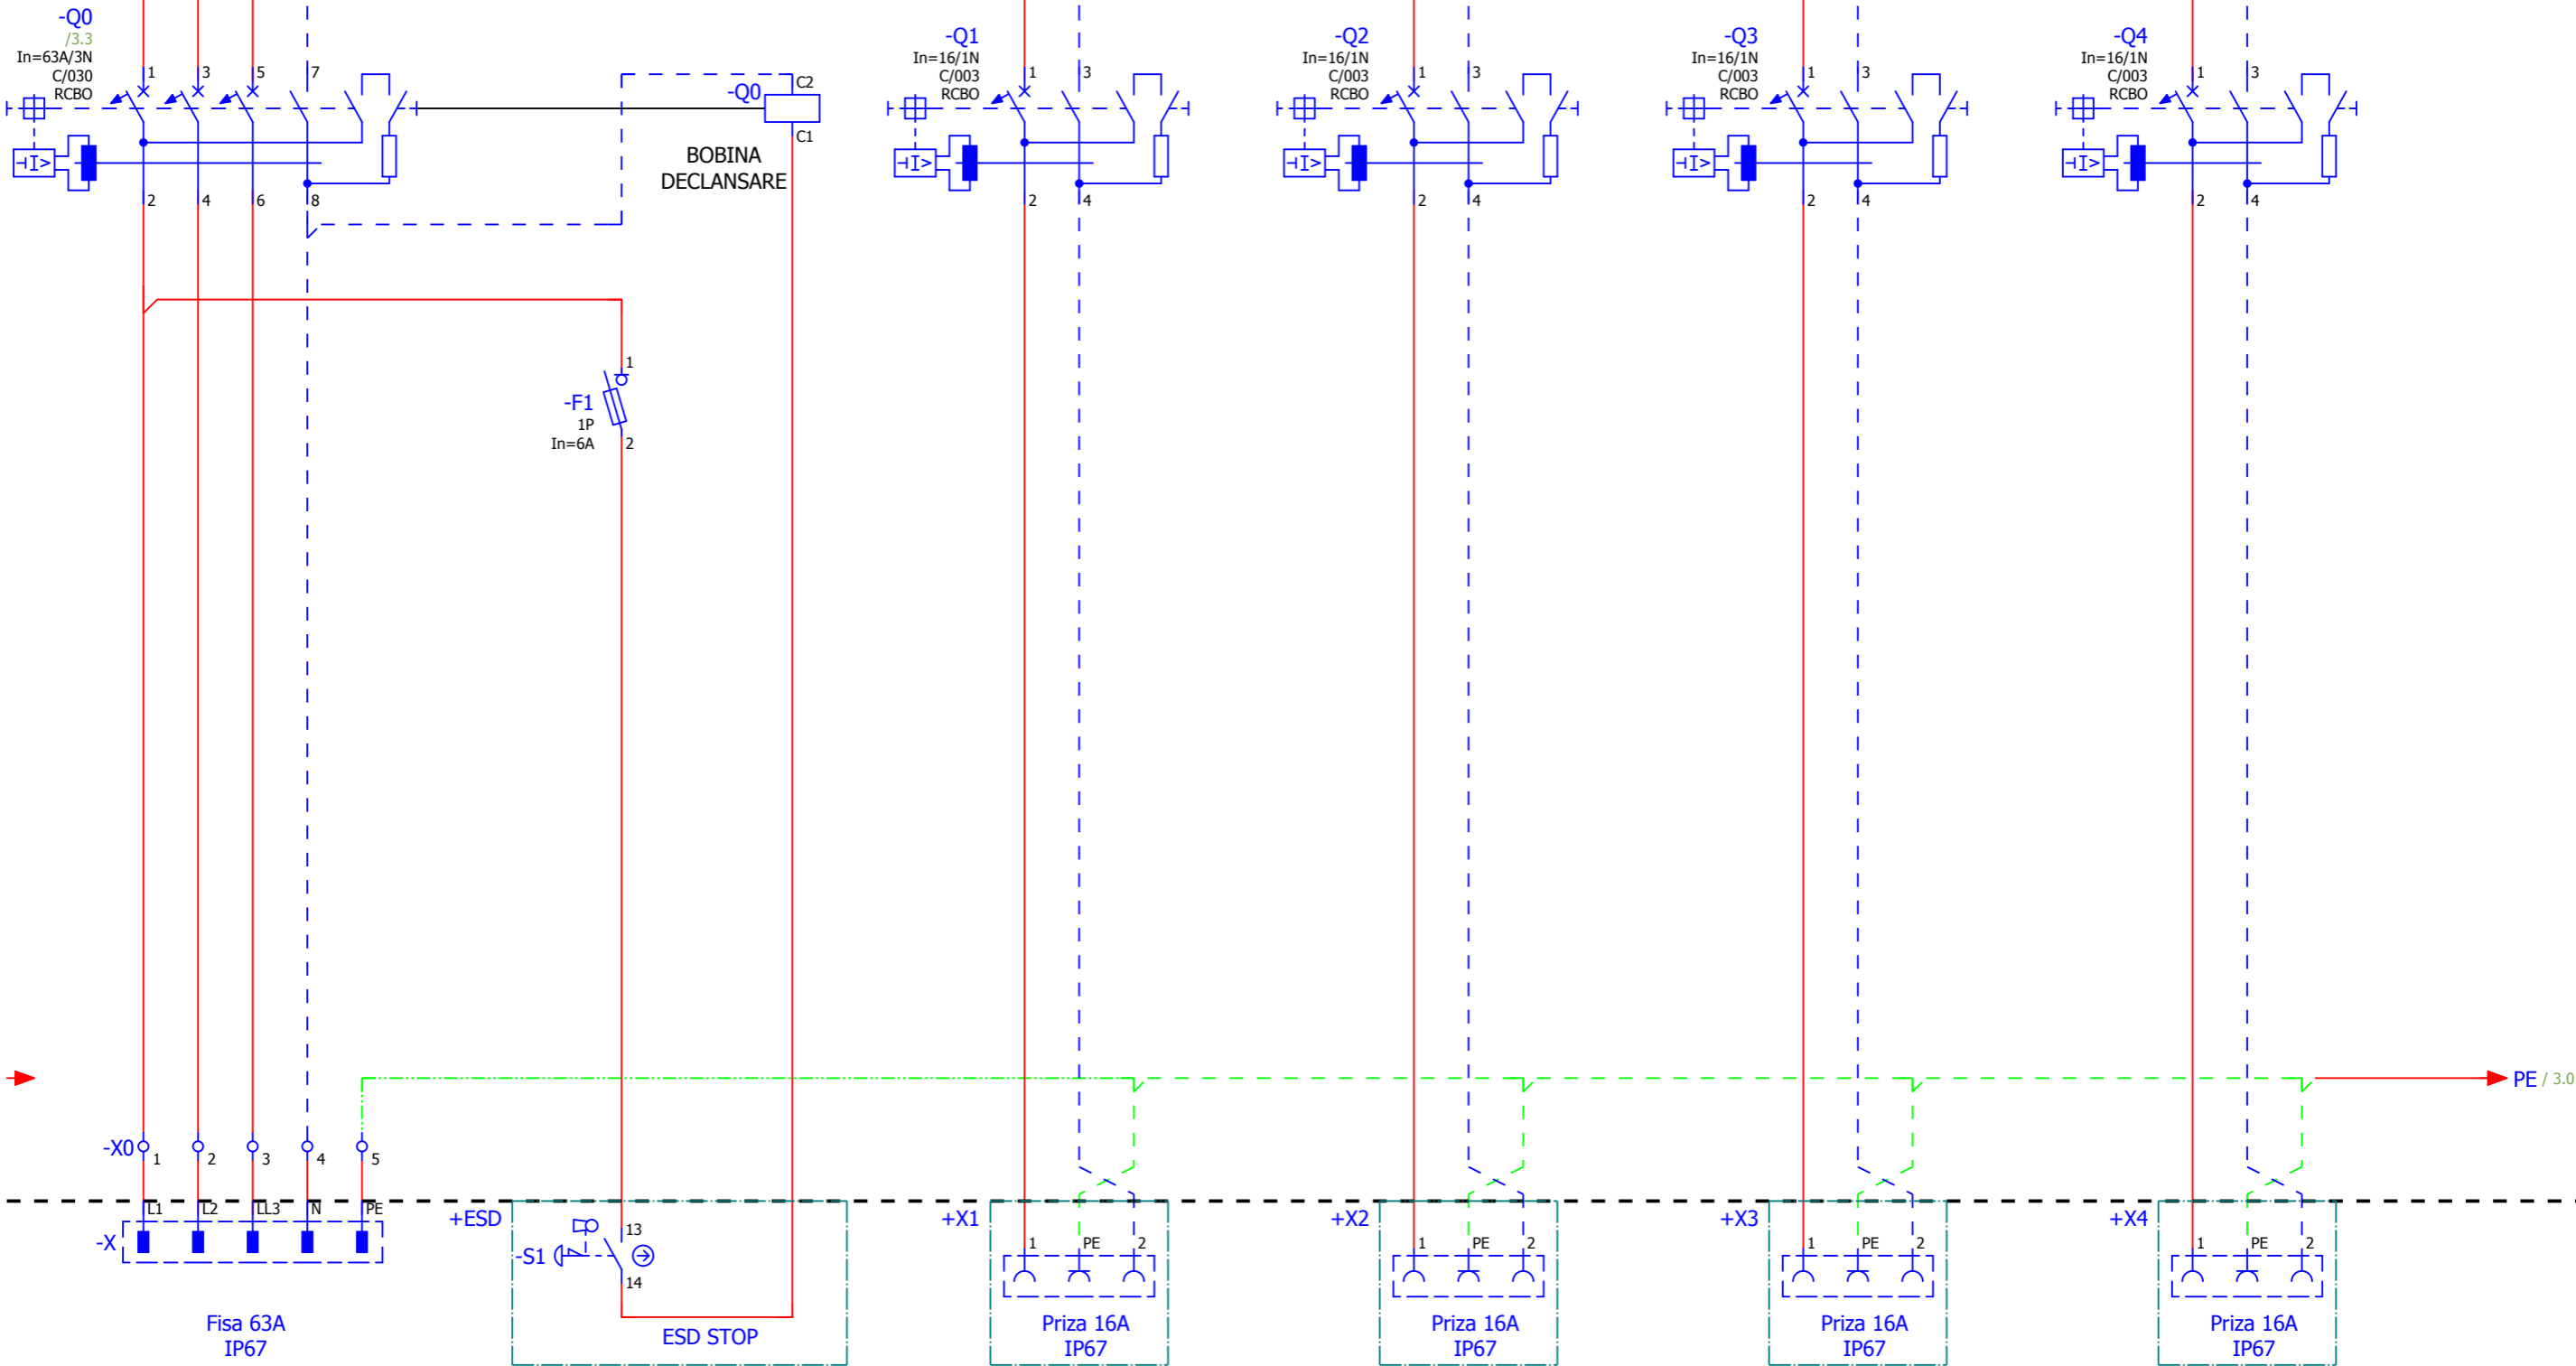 -Q0
/3.3
In=63A/3N
C/030
RCBO
1
3
5
7
2
4
6
8
-Q0
C2
C1
BOBINA
DECLANSARE
-Q1
In=16/1N
C/003
RCBO
1
3
2
4
-Q2
In=16/1N
C/003
RCBO
1
3
2
4
-Q3
In=16/1N
C/003
RCBO
1
3
2
4
-Q4
In=16/1N
C/003
RCBO
1
3
2
4
I>
I>
I>
I>
I>
-F1
1P
In=6A
1
2
PE / 3.0
-X0
1
2
3
4
5
L1
L2
LL3
N
PE
-X
Fisa 63A
IP67
+ESD
-S1
13
14
ESD STOP
+X1
1
PE
2
Priza 16A
IP67
+X2
1
PE
2
Priza 16A
IP67
+X3
1
PE
2
Priza 16A
IP67
+X4
1
PE
2
Priza 16A
IP67